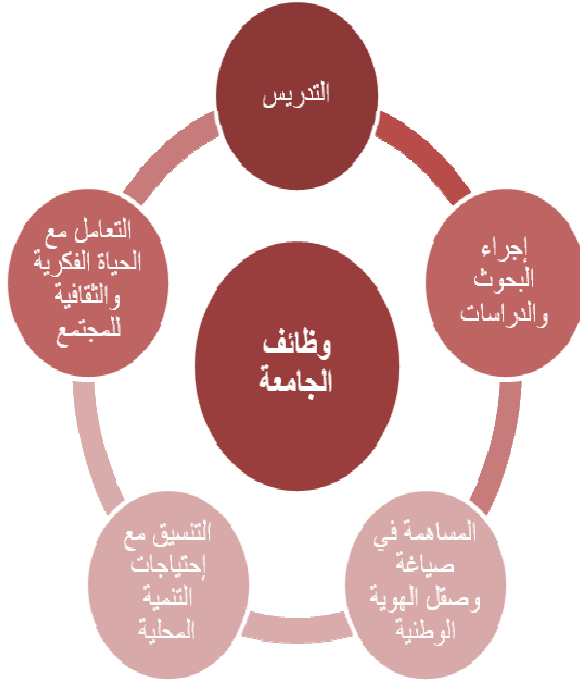 التدريس
إجراء
البحوث
والدراسات
المساهمة في
صياغة
وصقل الهوية
الوطنية
التنسيق مع
إحتياجات
التنمية
المحلية
التعامل مع
الحياة الفكرية
والثقافية
للمجتمع
وظائف
الجامعة